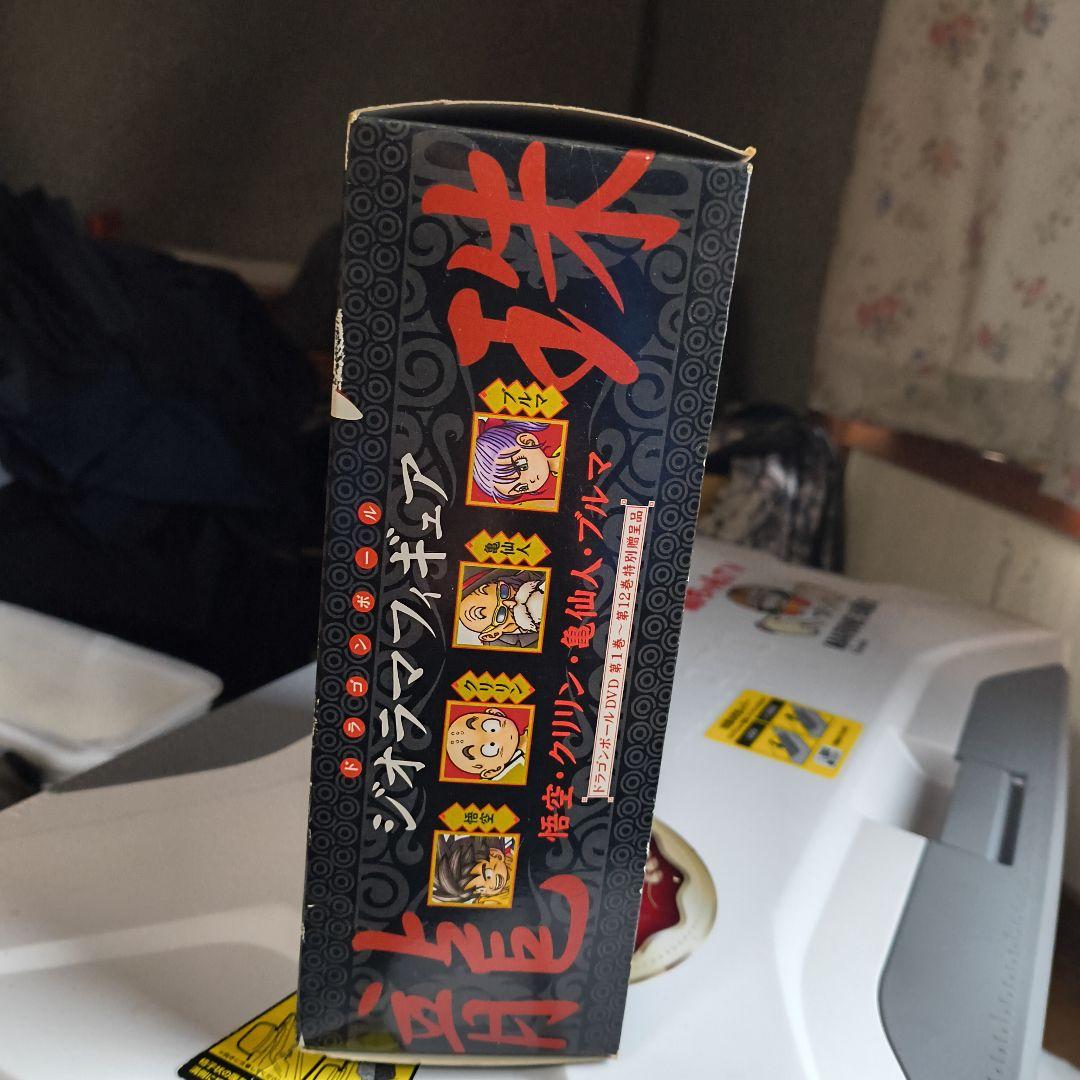 龍珠
ドラゴンボール
ジオラマフィギュア
悟空
クリリン
亀仙人
ブルマ
悟空・クリリン・亀仙人・ブルマ
ドラゴンボールDVD 第1巻〜第12巻特別贈呈品